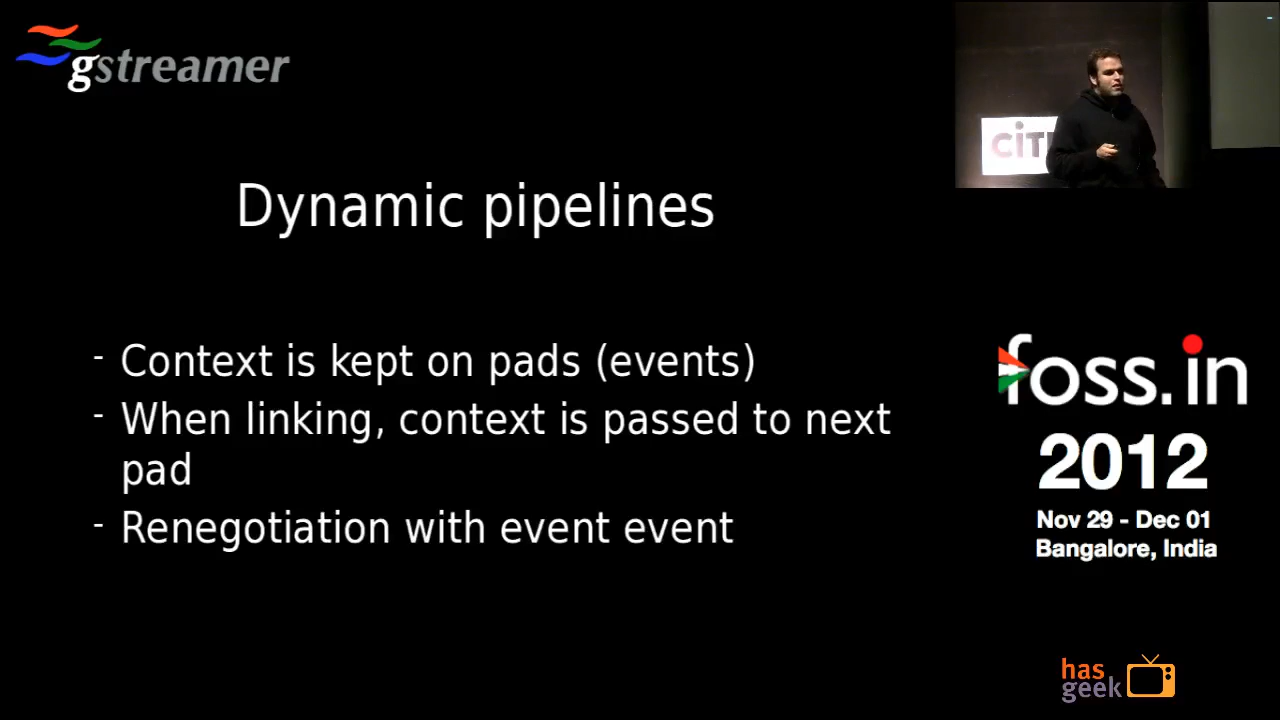 gstreamer
CiTI
Dynamic pipelines
- Context is kept on pads (events)
- When linking, context is passed to next
pad
- Renegotiation with event event
foss.in
2012
Nov 29 - Dec 01
Bangalore, India
has
geek